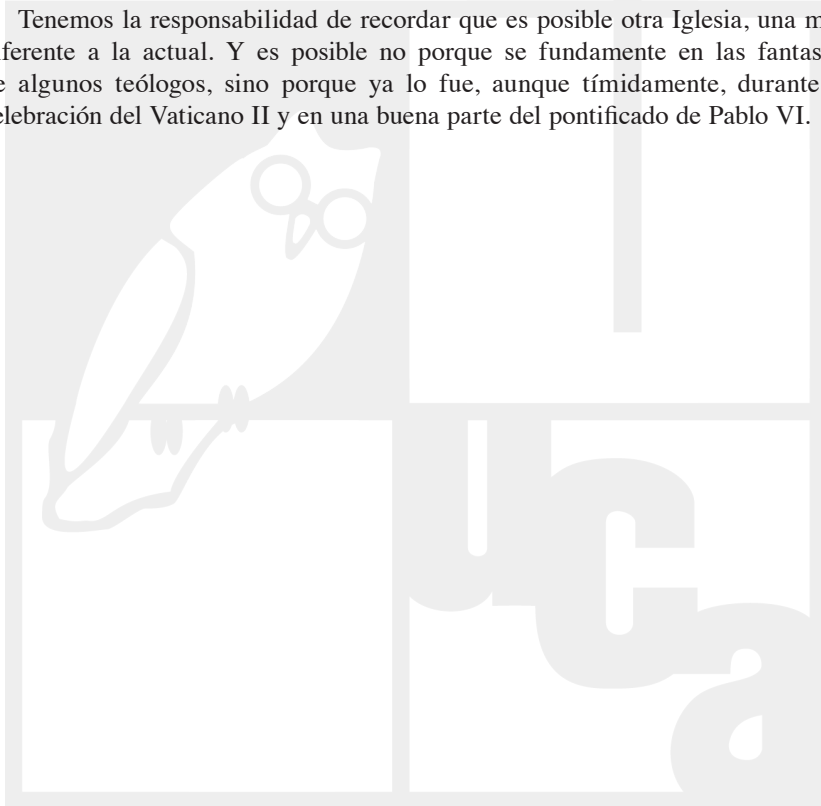 Tenemos la responsabilidad de recordar que es posible otra Iglesia, una
a la actual. Y es posible no porque se fundamente en las
algunos teólogos, sino porque ya lo fue, aunque tímidamente, durante
del Vaticano II y en una buena parte del pontificado de Pablo VI.
uca